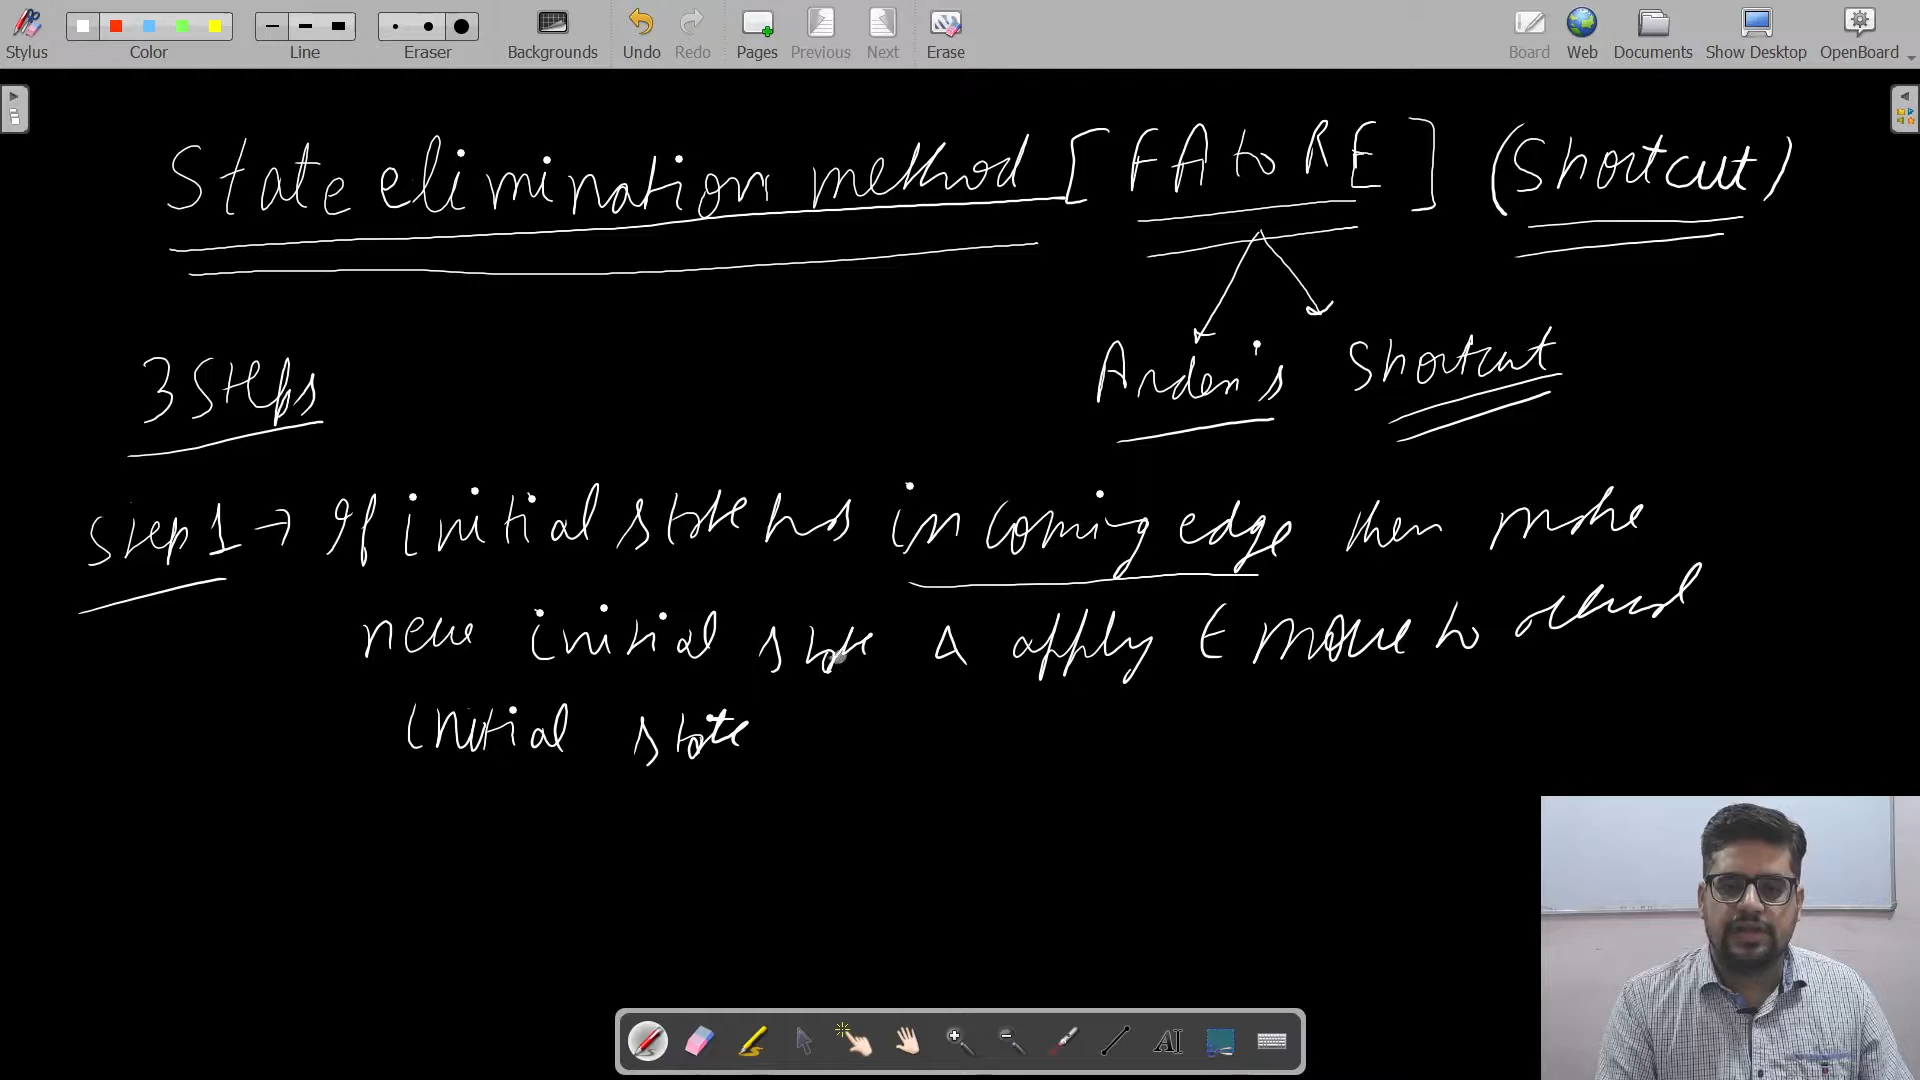 Stylus Color Line Eraser Backgrounds Undo Redo Pages Previous Next Erase Board Web Documents Show Desktop OpenBoard
State elimination method [FA to RE] (Shortcut)
Arden's Shortcut
3 Steps
Step 1 → If initial state has incoming edge then make
new initial state & apply ϵ move to actual
initial state